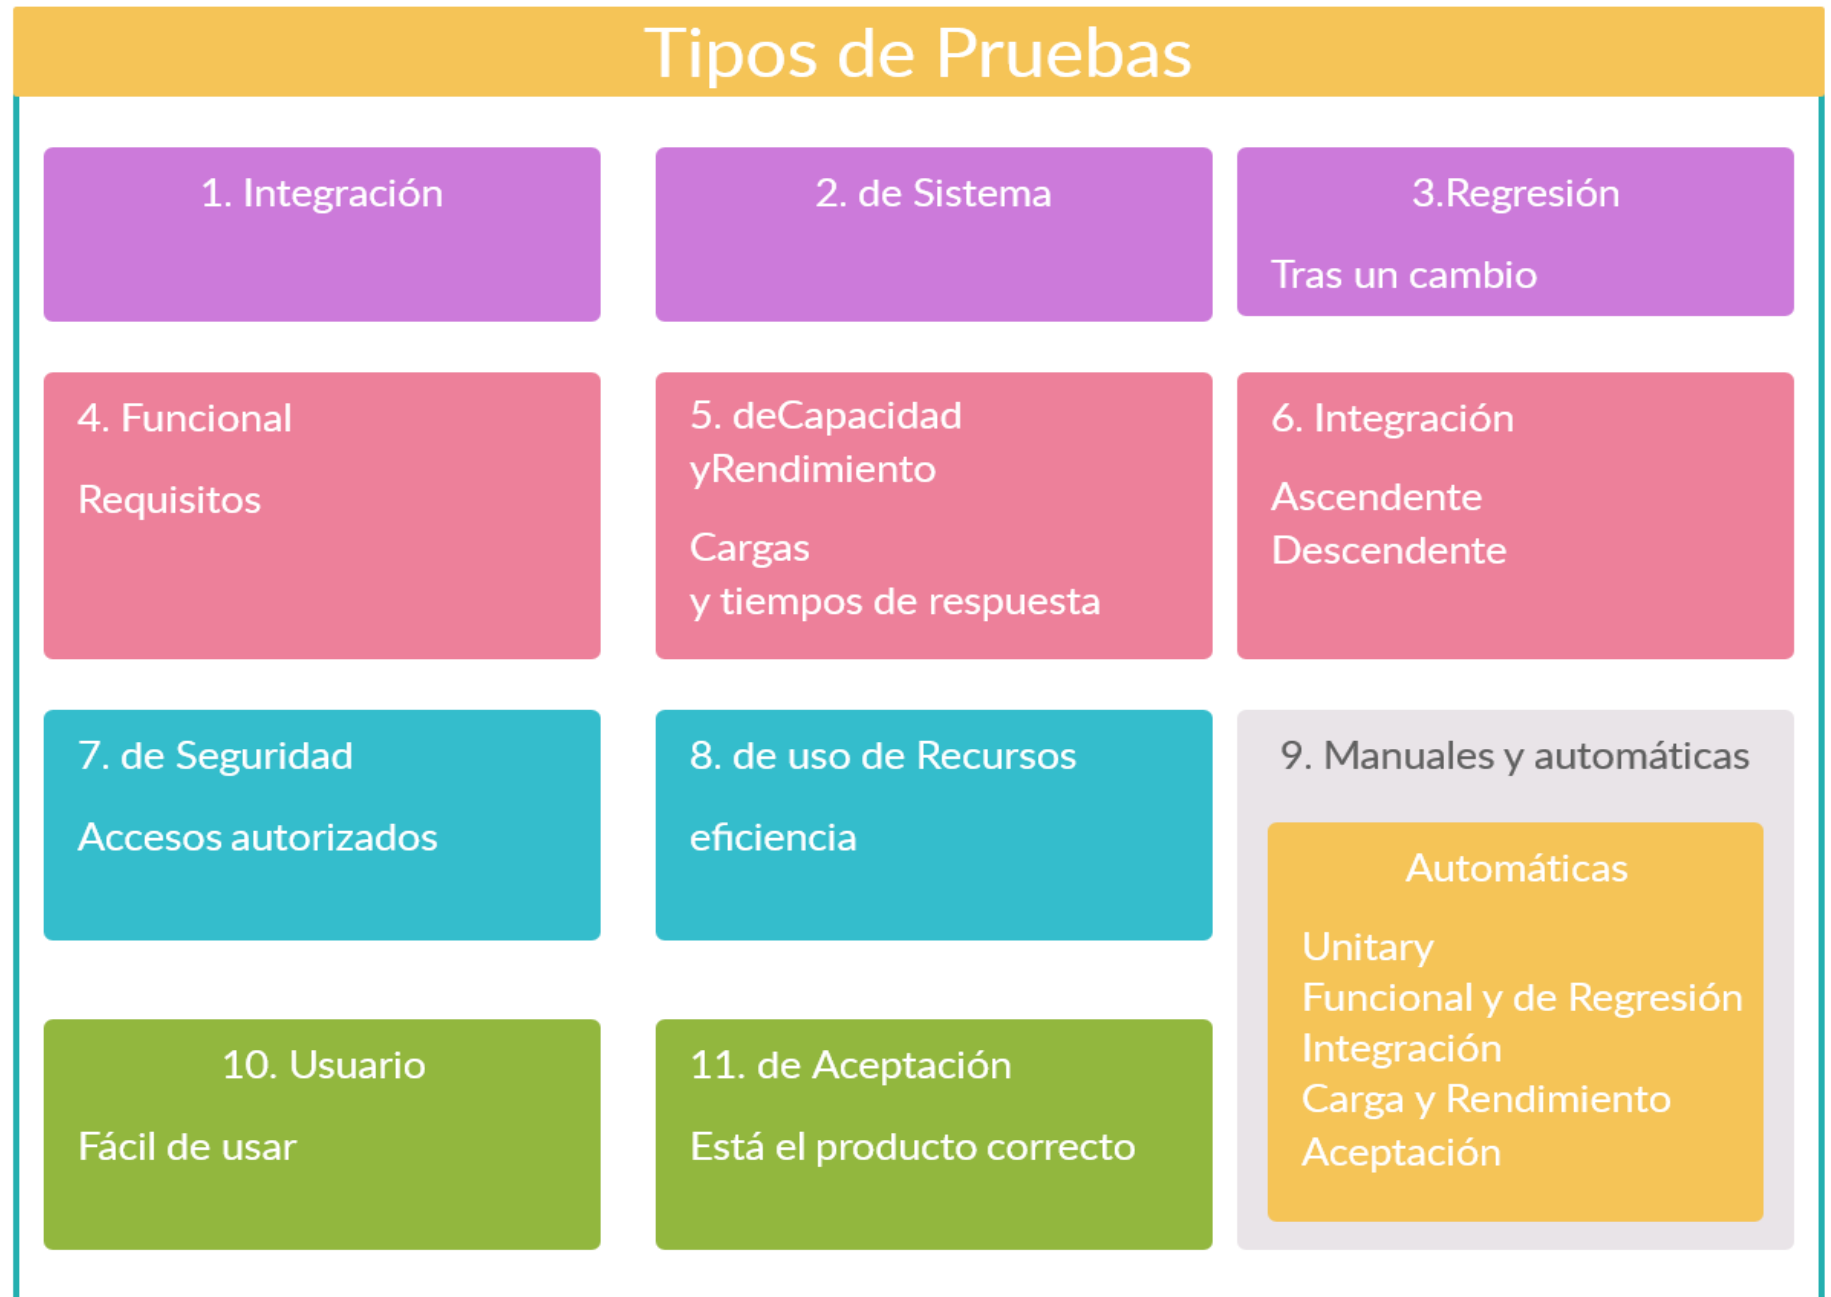 Tipos de Pruebas
1. Integración
2. de Sistema
3.Regresión
Tras un cambio
4. Funcional
Requisitos
5. deCapacidad
yRendimiento
Cargas
y tiempos de respuesta
6. Integración
Ascendente
Descendente
7. de Seguridad
Accesos autorizados
8. de uso de Recursos
eficiencia
9. Manuales y automáticas
Automáticas
Unitary
Funcional y de Regresión
Integración
Carga y Rendimiento
Aceptación
10. Usuario
Fácil de usar
11. de Aceptación
Está el producto correcto